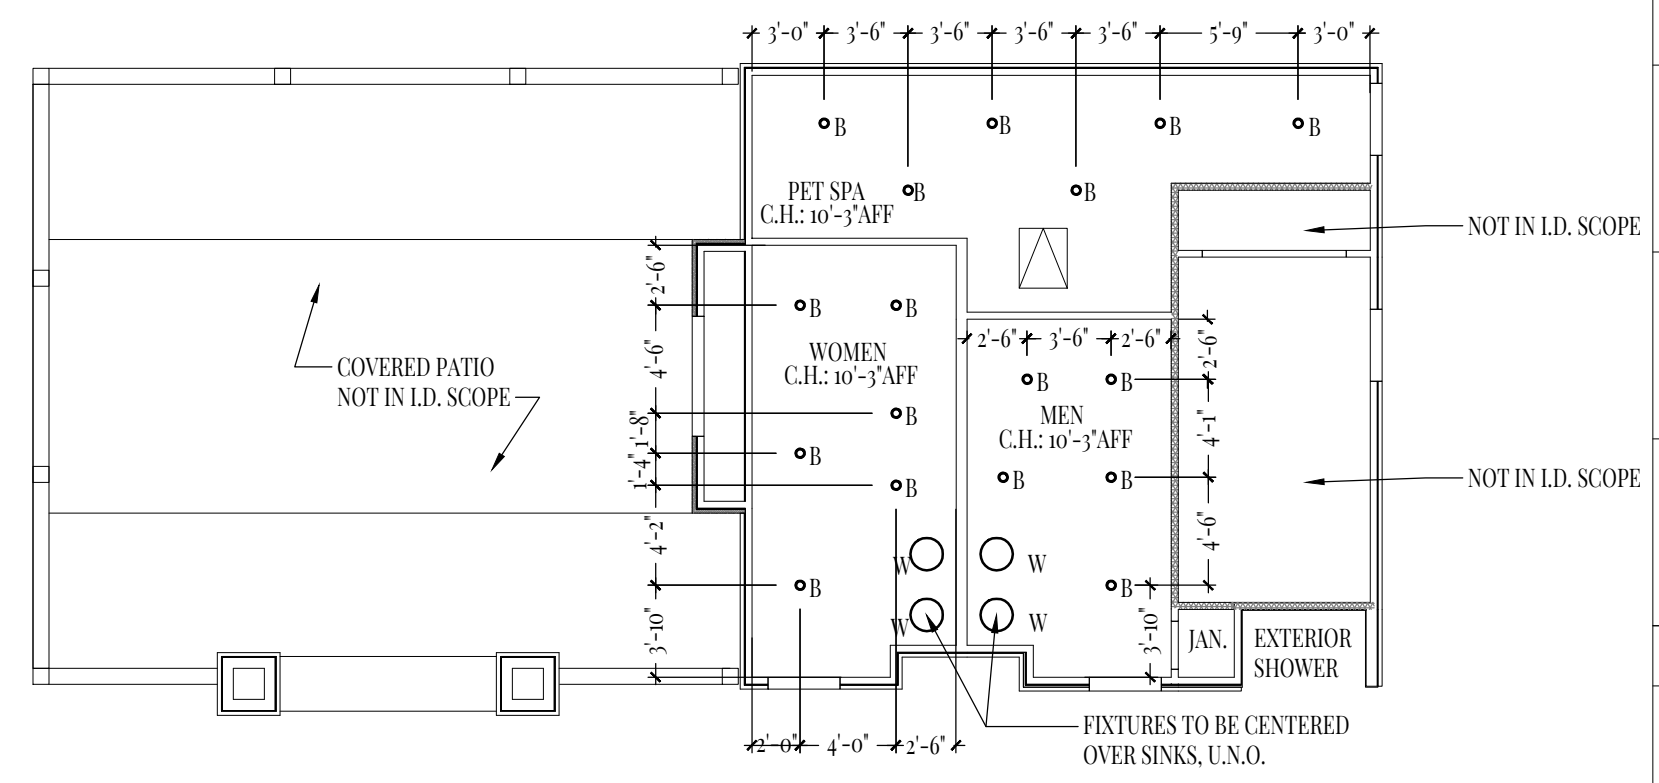 3'-0" 3'-6" 3'-6" 3'-6" 3'-6" 5'-9" 3'-0"
B B B B
B B
PET SPA
C.H.: 10'-3"AFF
NOT IN I.D. SCOPE
2'-6"
B B
2'-6" 3'-6" 2'-6"
2'-6"
WOMEN
C.H.: 10'-3"AFF
4'-6"
COVERED PATIO
NOT IN I.D. SCOPE
B B
MEN
C.H.: 10'-3"AFF
B
4'-1"
1'-8"
B
1'-4"
B
B B
NOT IN I.D. SCOPE
4'-2"
4'-6"
W W
B
B
W W
3'-10"
3'-10"
JAN.
EXTERIOR
SHOWER
2'-0" 4'-0" 2'-6"
FIXTURES TO BE CENTERED
OVER SINKS, U.N.O.